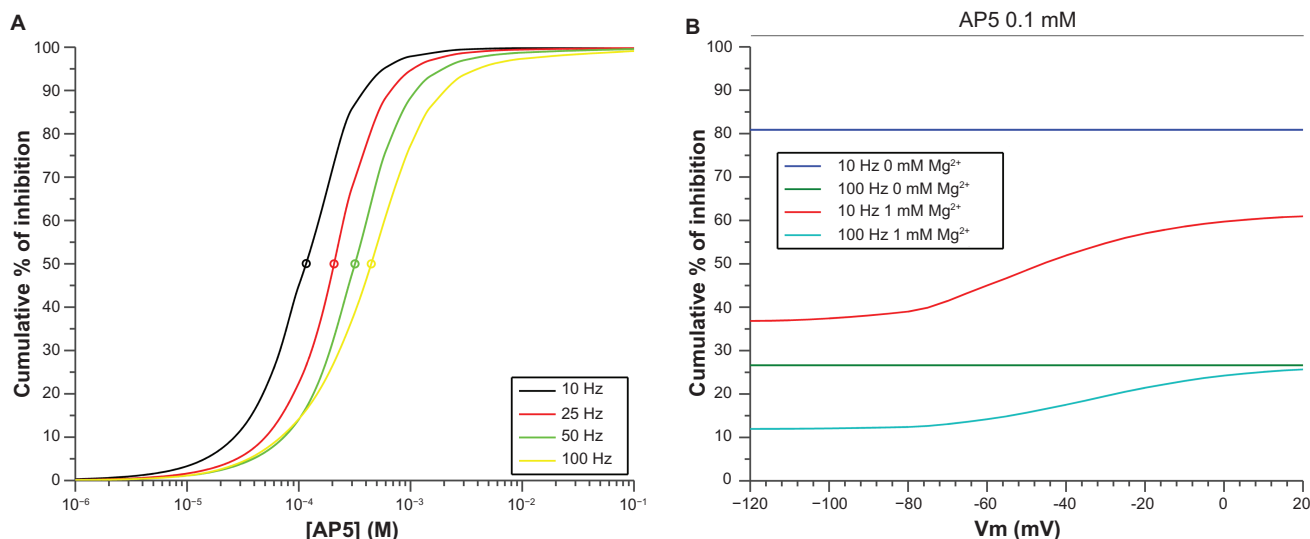 A
Cumulative % of inhibition
100
90
80
70
60
50
40
30
20
10
0
10⁻⁶
10⁻⁵
10⁻⁴
10⁻³
10⁻²
10⁻¹
[AP5] (M)
10 Hz
25 Hz
50 Hz
100 Hz
B
AP5 0.1 mM
Cumulative % of inhibition
100
90
80
70
60
50
40
30
20
10
0
−120
−100
−80
−60
−40
−20
0
20
Vm (mV)
10 Hz 0 mM Mg²⁺
100 Hz 0 mM Mg²⁺
10 Hz 1 mM Mg²⁺
100 Hz 1 mM Mg²⁺